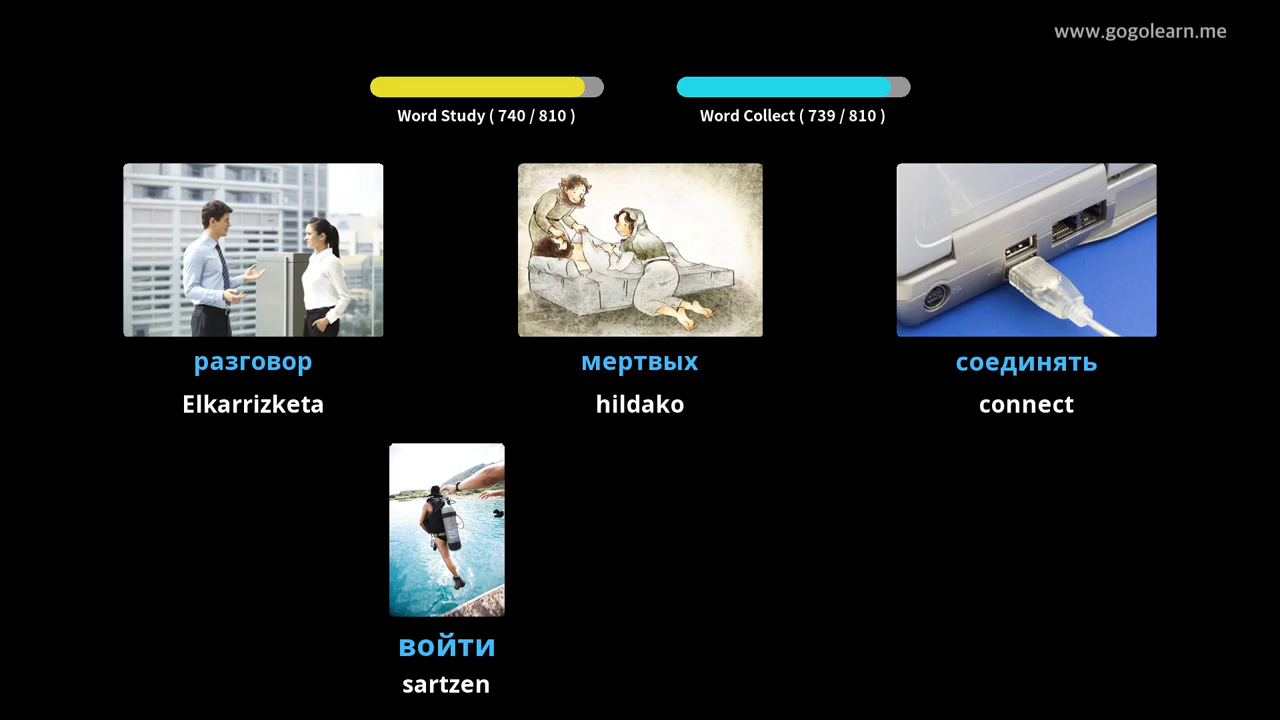 www.gogolearn.me
Word Study ( 740 / 810 )
Word Collect ( 739 / 810 )
разговор
мертвых
соединять
Elkarrizketa
hildako
connect
войти
sartzen